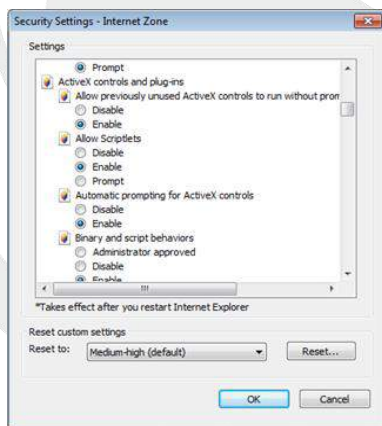 Security Settings - Internet Zone
Settings
Prompt
ActiveX controls and plug-ins
Allow previously unused ActiveX controls to run without prom
Disable
Enable
Allow Scriptlets
Disable
Enable
Prompt
Automatic prompting for ActiveX controls
Disable
Enable
Binary and script behaviors
Administrator approved
Disable
Enable
*Takes effect after you restart Internet Explorer
Reset custom settings
Reset to: Medium-high (default) Reset...
OK Cancel